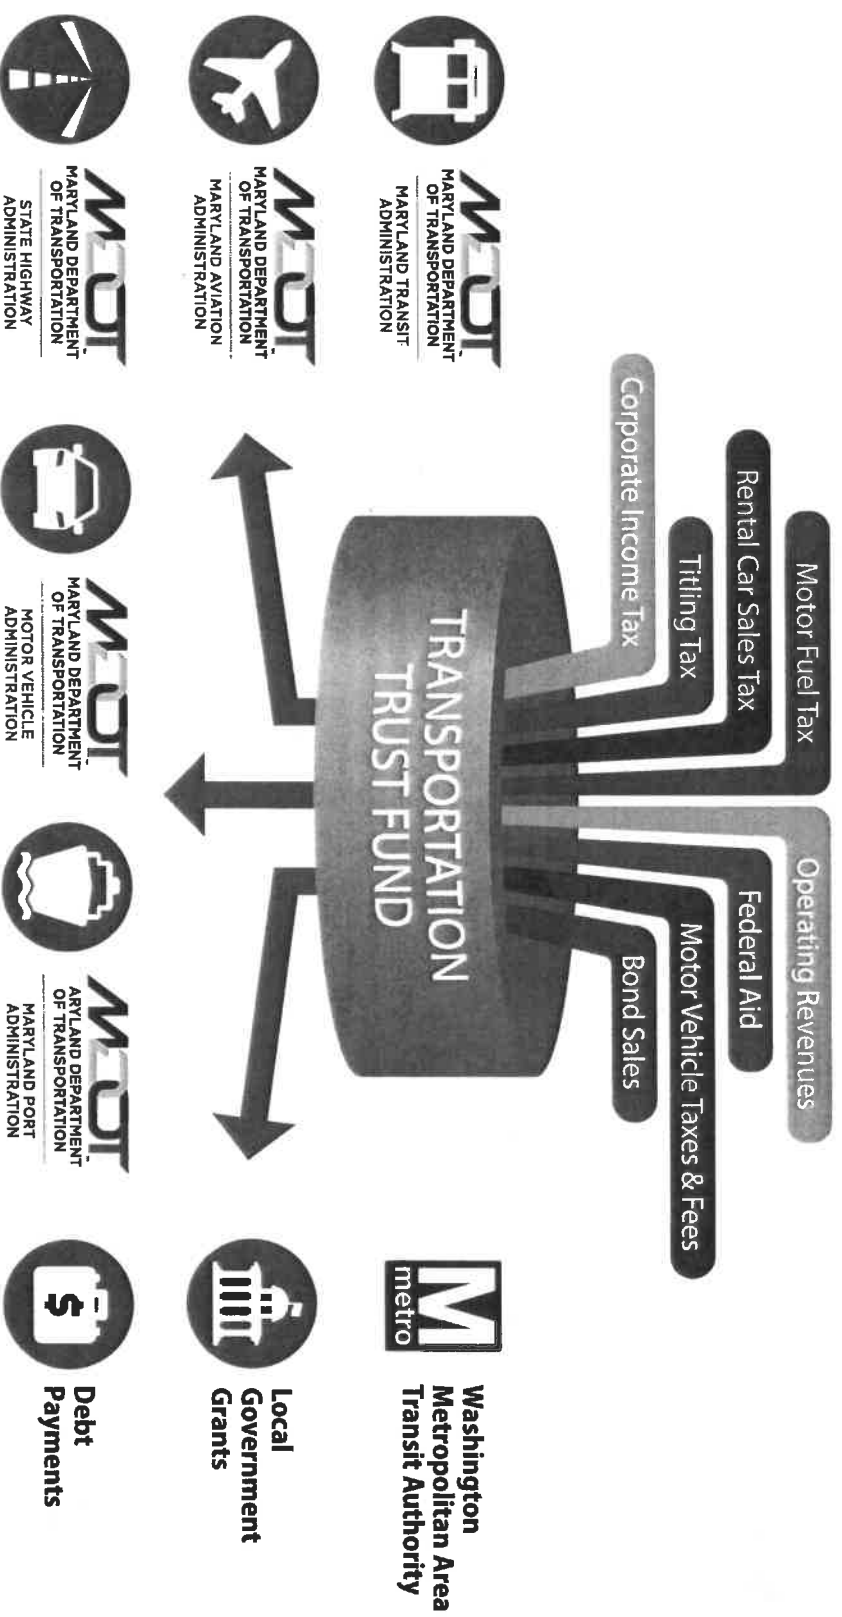 Motor Fuel Tax
Rental Car Sales Tax
Titling Tax
Corporate Income Tax
Operating Revenues
Federal Aid
Motor Vehicle Taxes & Fees
Bond Sales
TRANSPORTATION
TRUST FUND
MDOT
MARYLAND DEPARTMENT
OF TRANSPORTATION
MARYLAND TRANSIT
ADMINISTRATION
MDOT
MARYLAND DEPARTMENT
OF TRANSPORTATION
MARYLAND AVIATION
ADMINISTRATION
MDOT
MARYLAND DEPARTMENT
OF TRANSPORTATION
STATE HIGHWAY
ADMINISTRATION
MDOT
MARYLAND DEPARTMENT
OF TRANSPORTATION
MOTOR VEHICLE
ADMINISTRATION
MDOT
ARYLAND DEPARTMENT
OF TRANSPORTATION
MARYLAND PORT
ADMINISTRATION
M
metro
Washington
Metropolitan Area
Transit Authority
Local
Government
Grants
$
Debt
Payments